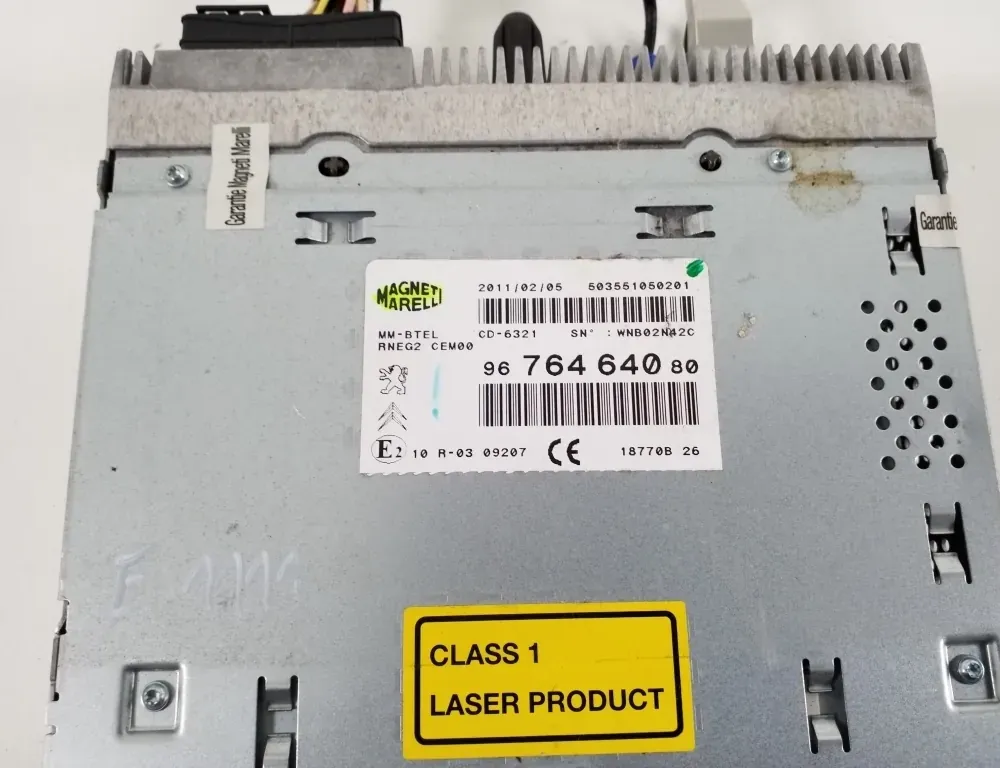 Garantie Magneti Marelli
Garantie
MAGNETI
MARELLI
2011/02/05 503551050201
MM-BTEL CD-6321 SN° : WNB02N42C
RNEG2 CEM00
96 764 640 80
E2 10 R-03 09207 CE 18770B 26
CLASS 1
LASER PRODUCT